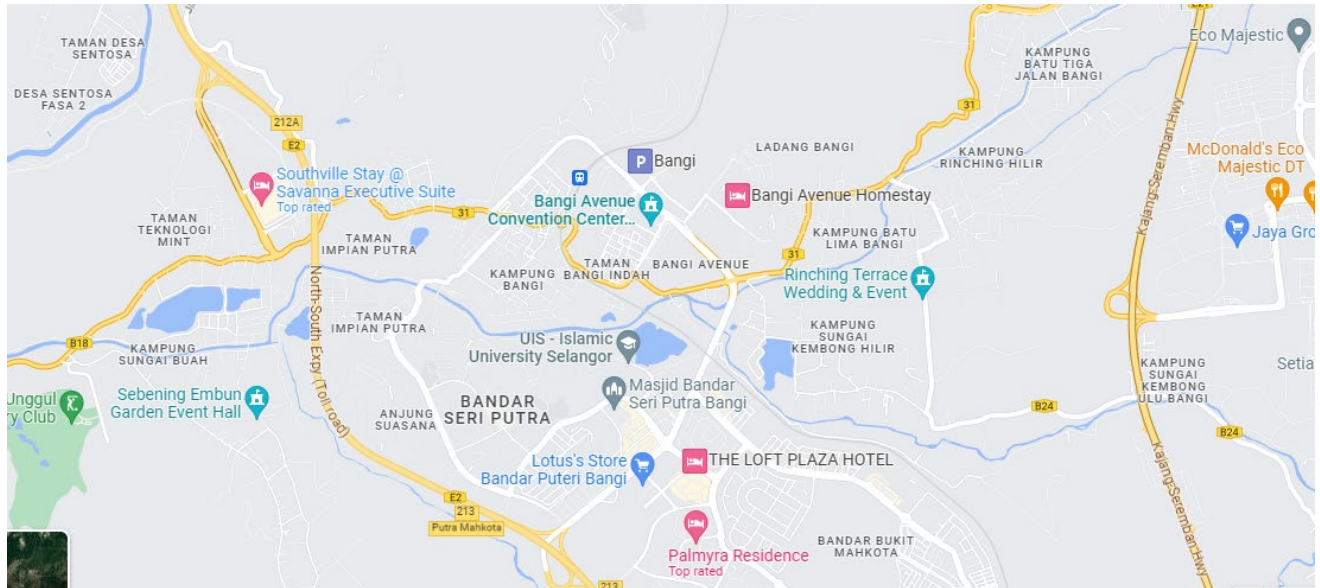 E21
TAMAN DESA
SENTOSA
Eco Majestic
KAMPUNG
BATU TIGA
JALAN BANGI
DESA SENTOSA
FASA 2
31
212A
E2
Kajang-Seremban Hwy
KAMPUNG
RINCHING HILIR
LADANG BANGI
McDonald's Eco
Majestic DT
P Bangi
Southville Stay @
Savanna Executive Suite
Top rated
Bangi Avenue
Convention Center...
Bangi Avenue Homestay
31
TAMAN
TEKNOLOGI
MINT
TAMAN
IMPIAN PUTRA
KAMPUNG BATU
LIMA BANGI
Jaya Gro
31
KAMPUNG
BANGI
TAMAN
BANGI INDAH
BANGI AVENUE
Rinching Terrace
Wedding & Event
North-South Expy (Toll road)
TAMAN
IMPIAN PUTRA
B18
KAMPUNG
SUNGAI BUAH
UIS - Islamic
University Selangor
KAMPUNG
SUNGAI
KEMBONG HILIR
KAMPUNG
SUNGAI
KEMBONG
ULU BANGI
Setia
Unggul
ry Club
Sebening Embun
Garden Event Hall
Masjid Bandar
Seri Putra Bangi
BANDAR
SERI PUTRA
ANJUNG
SUASANA
B24
B24
Lotus's Store
Bandar Puteri Bangi
THE LOFT PLAZA HOTEL
Kajang-Seremban Hwy
E2
213
Putra Mahkota
BANDAR BUKIT
MAHKOTA
Palmyra Residence
Top rated
213